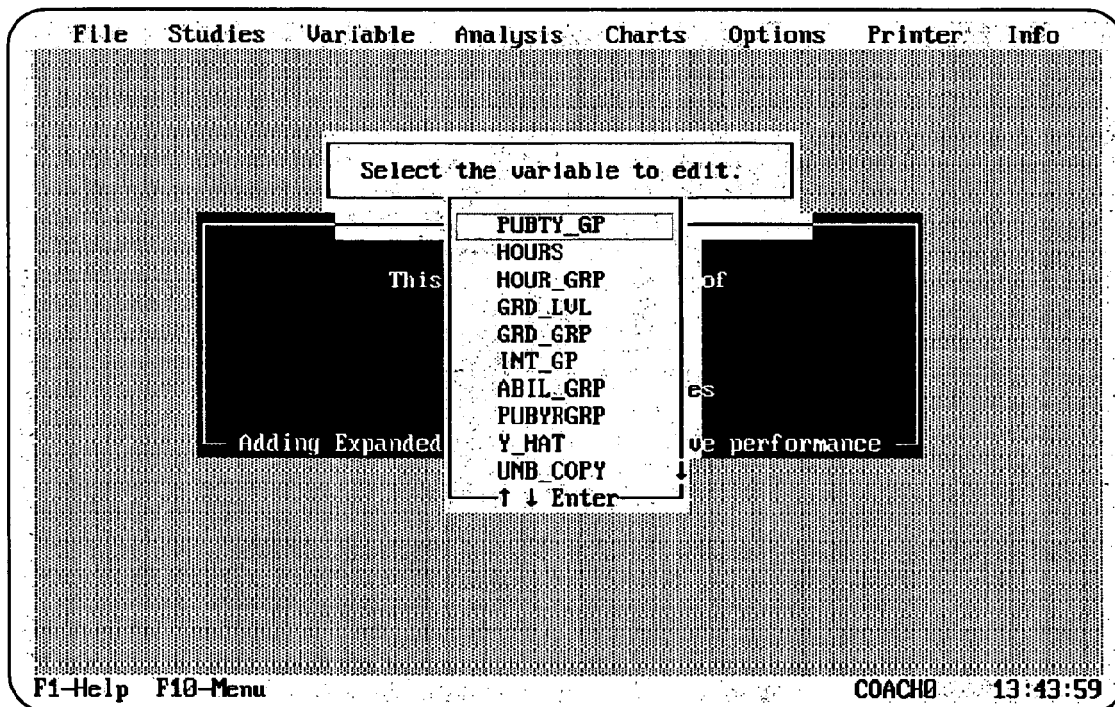 File Studies Variable Analysis Charts Options Printer Info
Select the variable to edit.
PUBTY_GP
HOURS
This HOUR_GRP of
GRD_LVL
GRD_GRP
INT_GP
ABIL_GRP es
PUBYRGRP
Adding Expanded Y_HAT ve performance
UNB_COPY ↓
↑ ↓ Enter
F1-Help F10-Menu COACH0 13:43:59